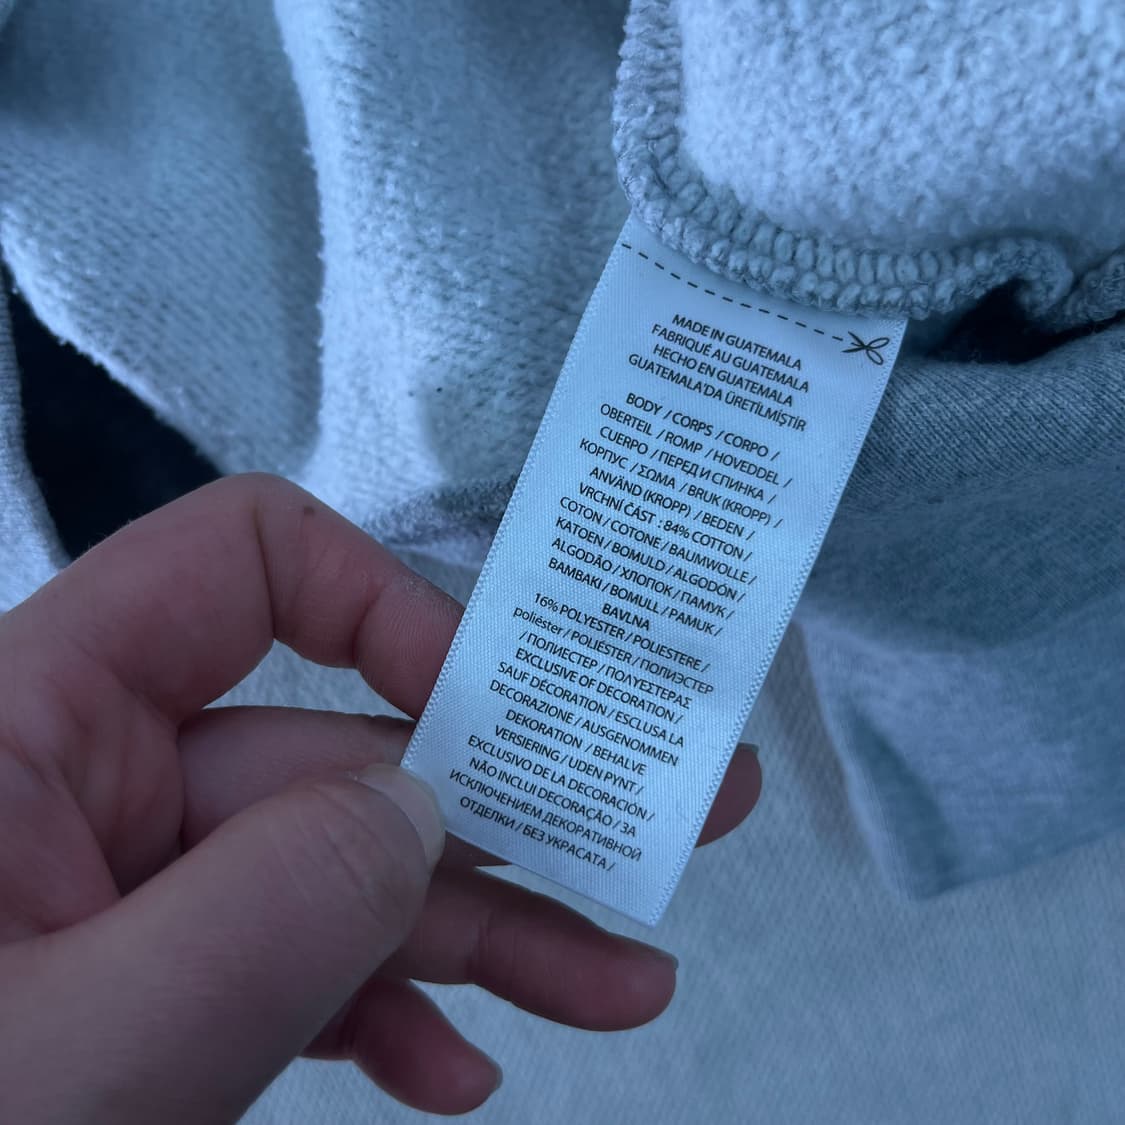 MADE IN GUATEMALA
FABRIQUÉ AU GUATEMALA
HECHO EN GUATEMALA
GUATEMALA'DA ÜRETİLMİŞTİR
BODY / CORPS / CORPO /
OBERTEIL / ROMP / HOVEDDEL /
CUERPO / ПЕРЕД И СПИНКА /
КОРПУС / ΣΩΜΑ / BRUK (KROPP) /
ANVÄND (KROPP) / BEDEN /
VRCHNÍ ČÁST : 84% COTTON /
COTON / COTONE / BAUMWOLLE /
KATOEN / BOMULD / ALGODÓN /
ALGODÃO / ХЛОПОК / ПАМУК /
BAMBAKI / BOMULL / PAMUK /
BAVLNA
16% POLYESTER / POLIESTERE /
poliéster / POLIÉSTER / ПОЛИЭСТЕР
/ ПОЛИЕСТЕР / ΠΟΛΥΕΣΤΕΡΑΣ
EXCLUSIVE OF DECORATION /
SAUF DÉCORATION / ESCLUSA LA
DECORAZIONE / AUSGENOMMEN
DEKORATION / BEHALVE
VERSIERING / UDEN PYNT /
EXCLUSIVO DE LA DECORACIÓN /
NÃO INCLUI DECORAÇÃO / ЗА
ИСКЛЮЧЕНИЕМ ДЕКОРАТИВНОЙ
ОТДЕЛКИ / БЕЗ УКРАСАТА /